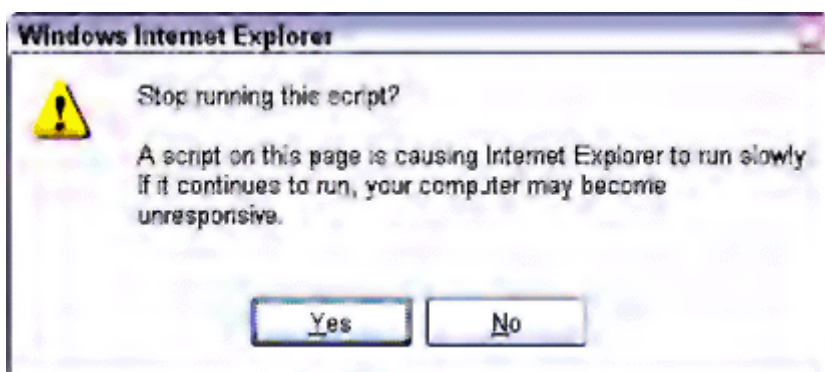 Windows Internet Explorer
Stop running this script?
A script on this page is causing Internet Explorer to run slowly
If it continues to run, your computer may become
unresponsive.
Yes
No